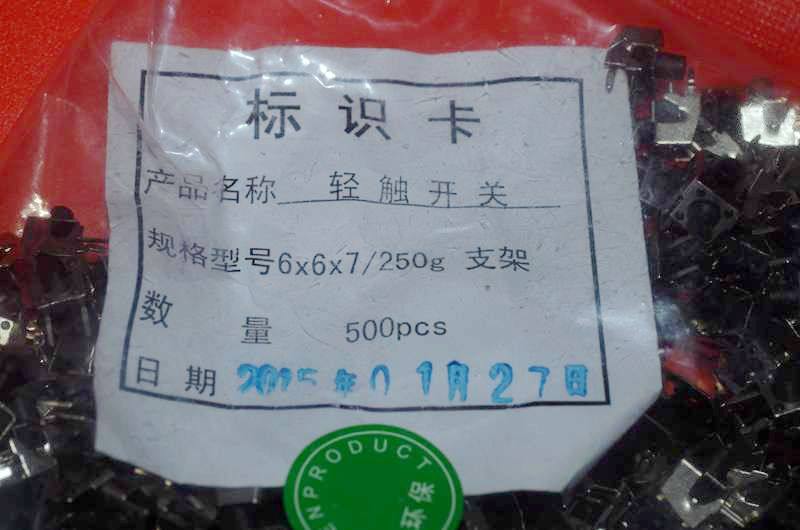 标识卡
产品名称 轻触开关
规格型号6x6x7/250g 支架
数量 500pcs
日期 2015年01月27日
ENPRODUCT
环保